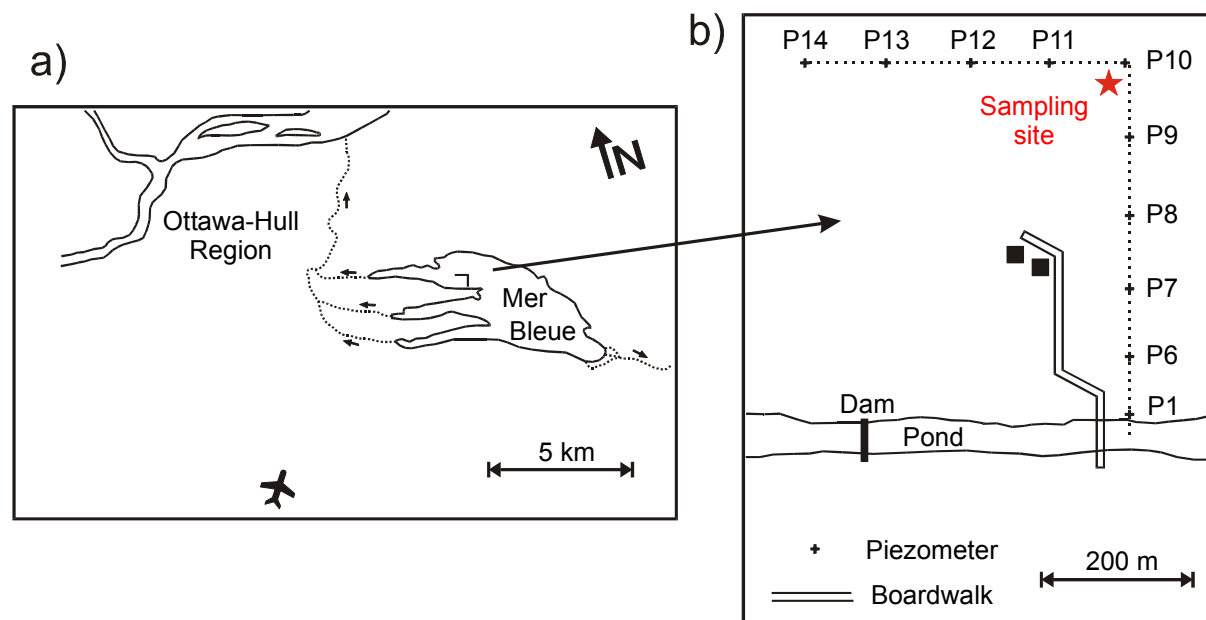 a)
N
Ottawa-Hull
Region
Mer
Bleue
5 km
b)
P14
P13
P12
P11
P10
Sampling
site
P9
P8
P7
P6
P1
Dam
Pond
Piezometer
200 m
Boardwalk